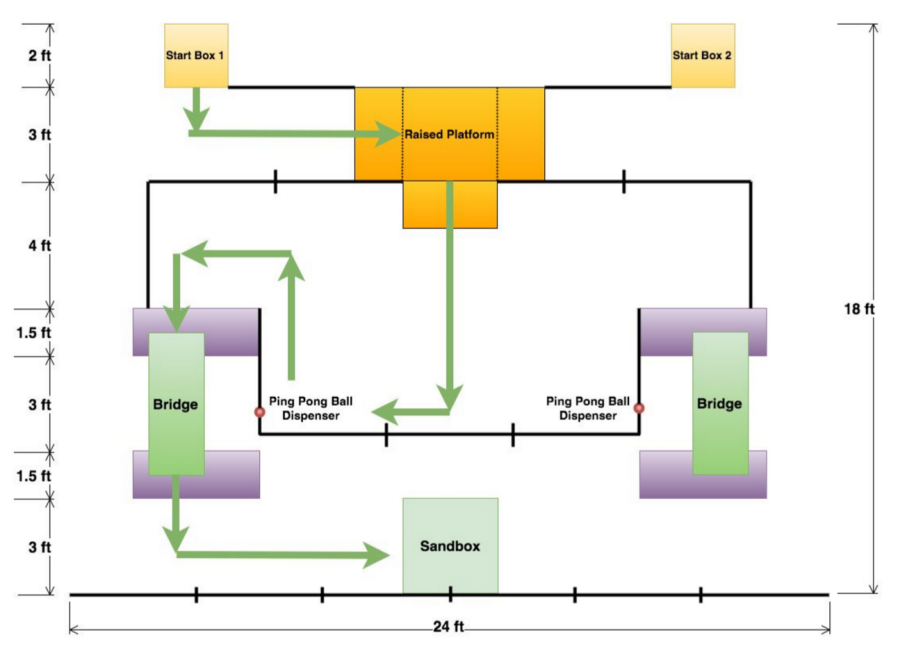 2 ft
Start Box 1
Start Box 2
3 ft
Raised Platform
4 ft
18 ft
1.5 ft
3 ft
Bridge
Ping Pong Ball
Dispenser
Ping Pong Ball
Dispenser
Bridge
1.5 ft
3 ft
Sandbox
24 ft